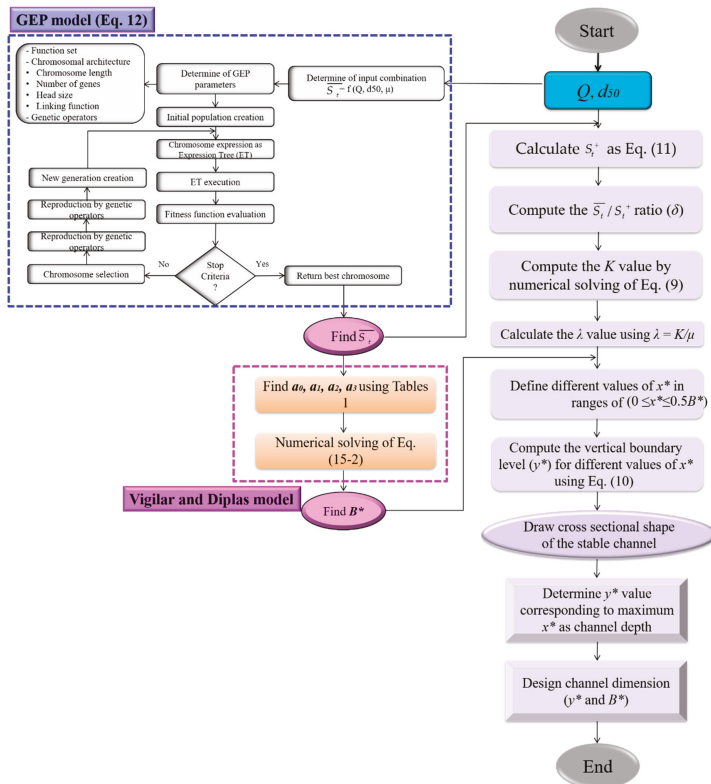 GEP model (Eq. 12)
- Function set
- Chromosomal architecture
• Chromosome length
• Number of genes
• Head size
• Linking function
- Genetic operators
Determine of GEP
parameters
Determine of input combination
S̅t = f (Q, d50, μ)
Initial population creation
Chromosome expression as
Expression Tree (ET)
ET execution
Fitness function evaluation
New generation creation
Reproduction by genetic
operators
Reproduction by genetic
operators
Chromosome selection
No
Stop
Criteria
?
Yes
Return best chromosome
Find S̅t
Find a0, a1, a2, a3 using Tables
1
Numerical solving of Eq.
(15-2)
Vigilar and Diplas model
Find B*
Start
Q, d50
Calculate St+ as Eq. (11)
Compute the S̅t/St+ ratio (δ)
Compute the K value by
numerical solving of Eq. (9)
Calculate the λ value using λ = K/μ
Define different values of x* in
ranges of (0 ≤x*≤0.5B*)
Compute the vertical boundary
level (y*) for different values of x*
using Eq. (10)
Draw cross sectional shape
of the stable channel
Determine y* value
corresponding to maximum
x* as channel depth
Design channel dimension
(y* and B*)
End